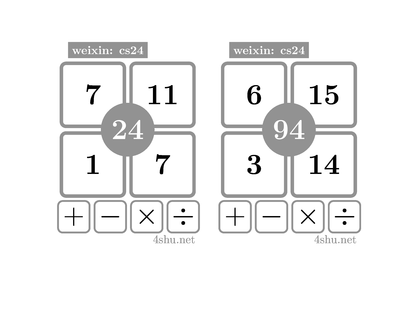 weixin: cs24
7 11
24
1 7
+ − × ÷
4shu.net
weixin: cs24
6 15
94
3 14
+ − × ÷
4shu.net